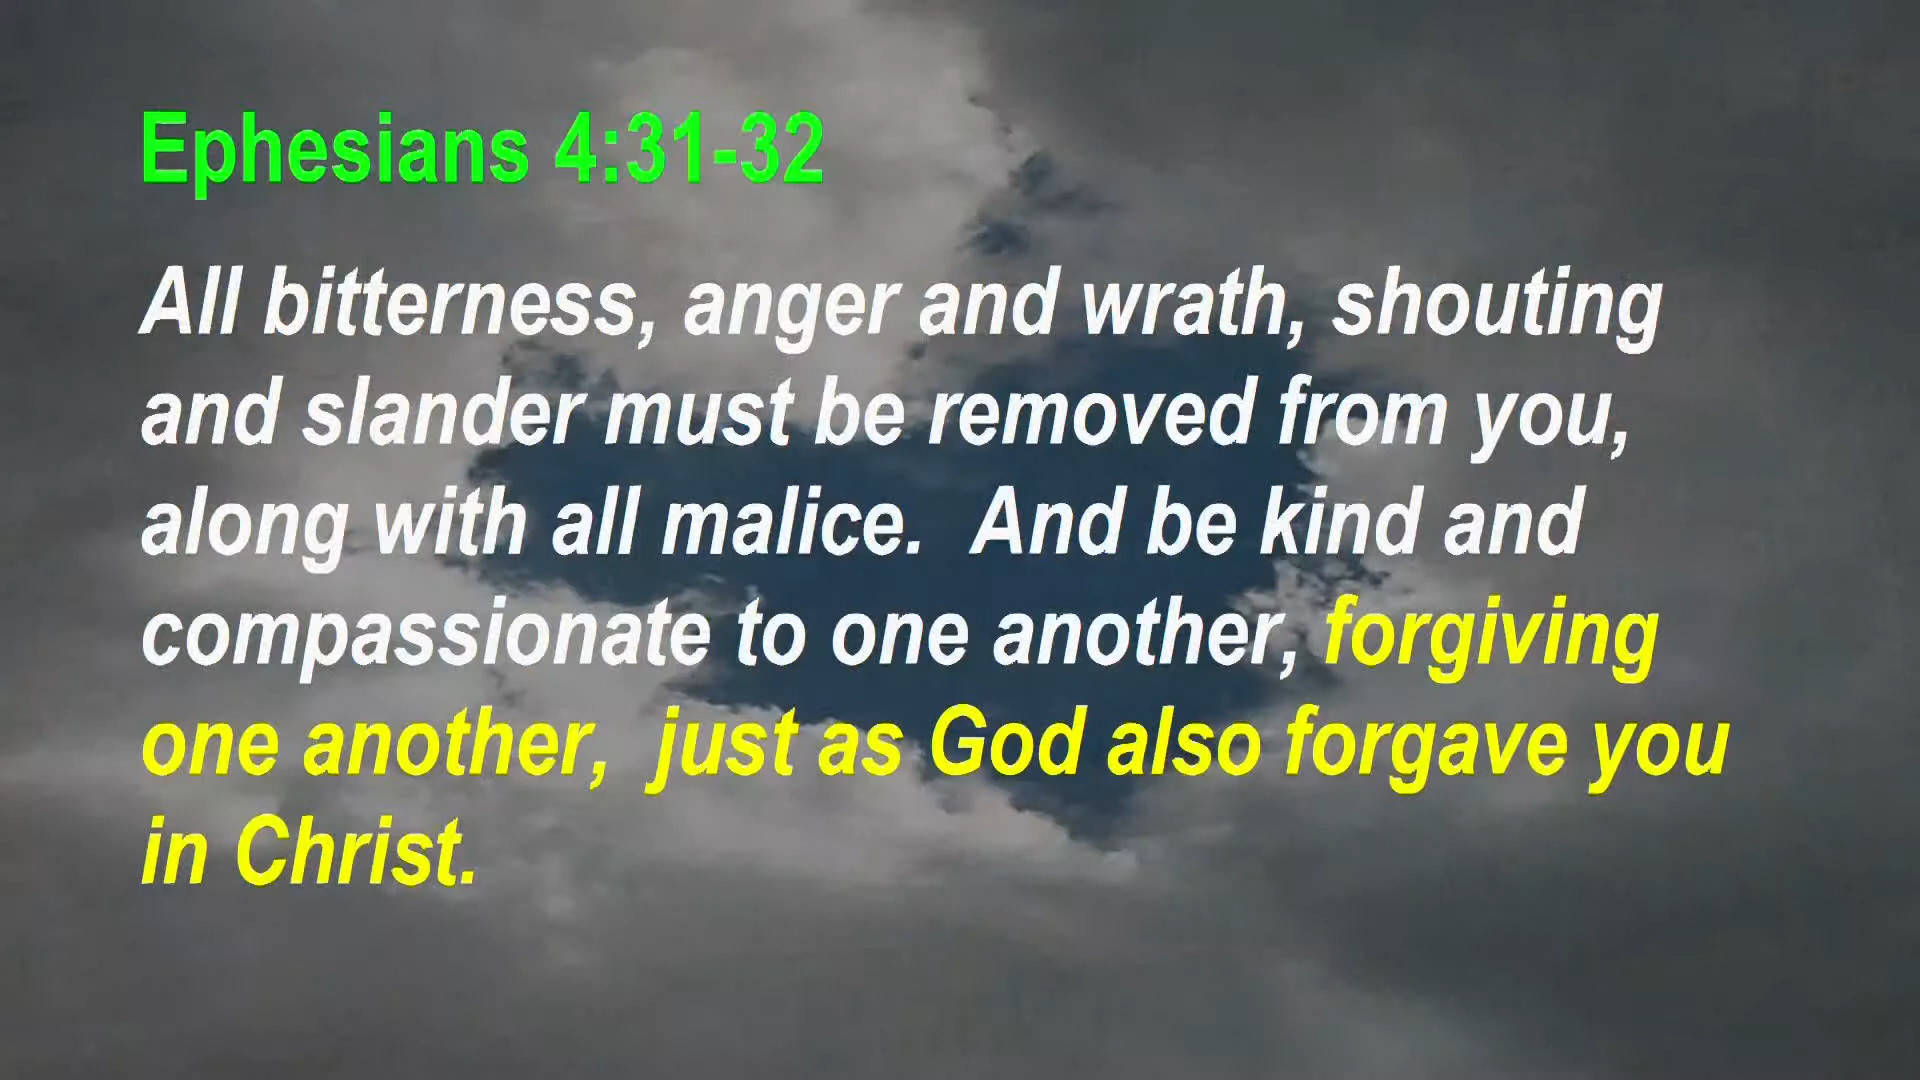 Ephesians 4:31-32
All bitterness, anger and wrath, shouting
and slander must be removed from you,
along with all malice.  And be kind and
compassionate to one another, forgiving
one another,  just as God also forgave you
in Christ.